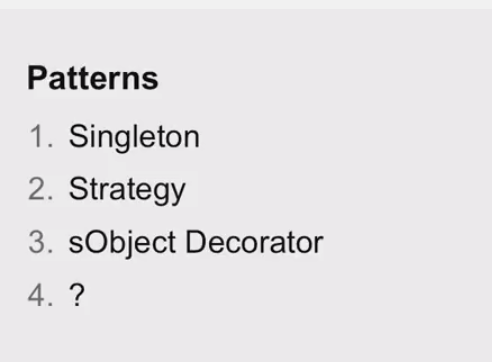 Patterns
1. Singleton
2. Strategy
3. sObject Decorator
4. ?